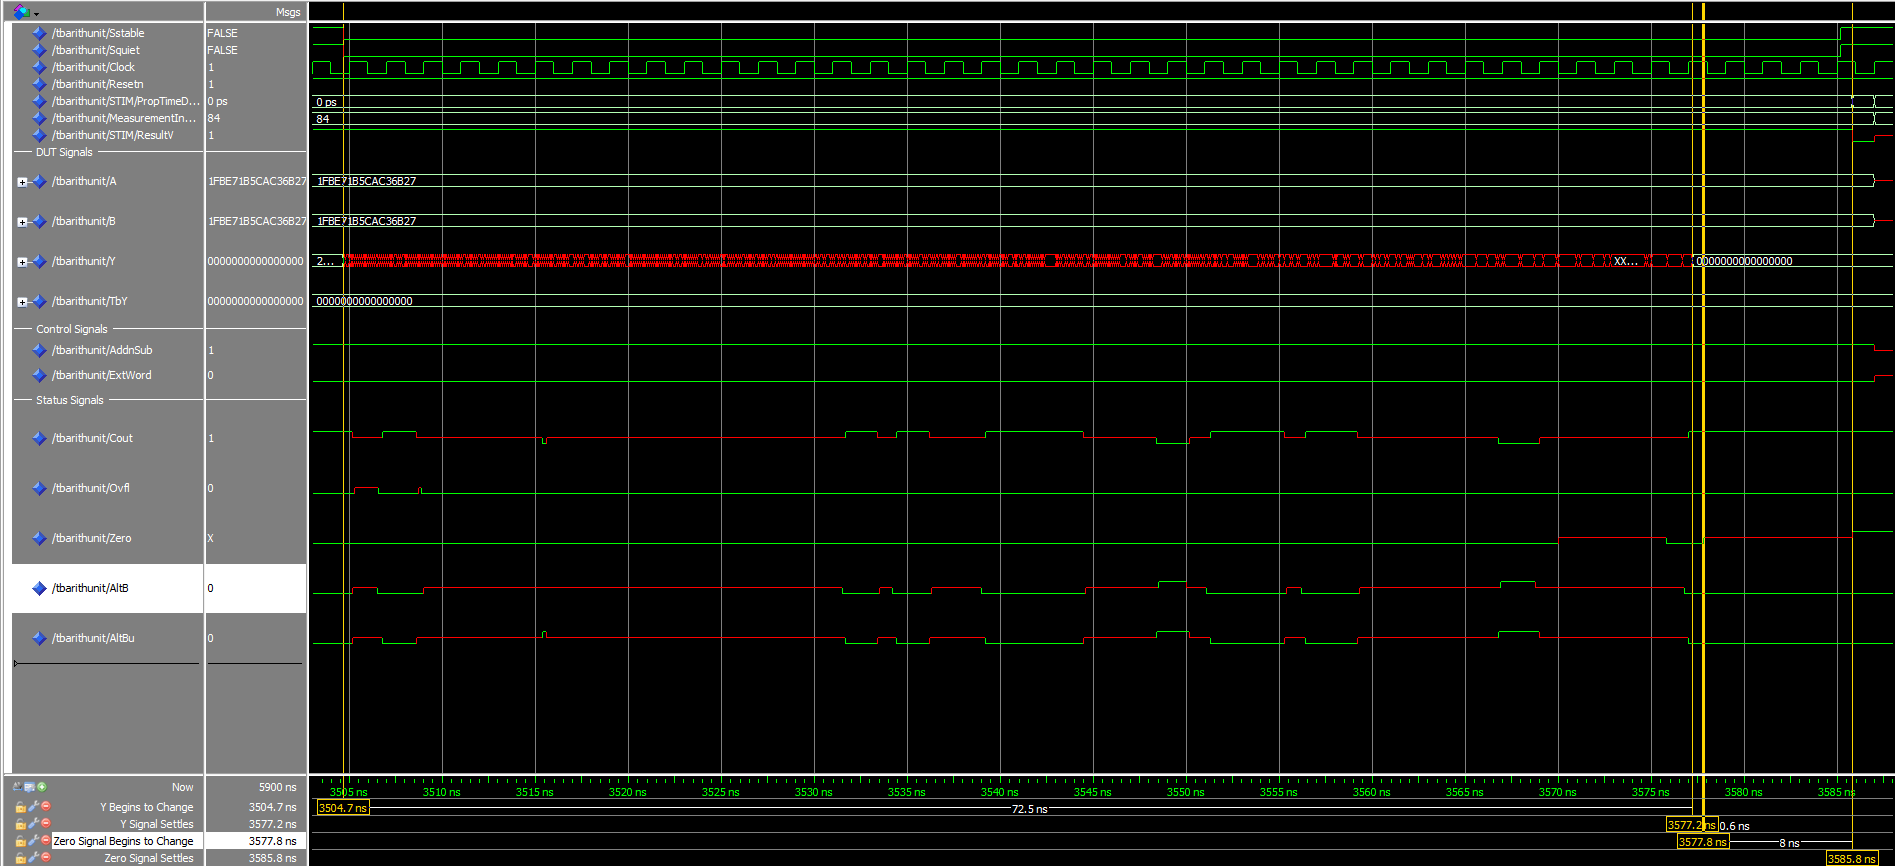 Msgs
/tbarithunit/Sstable FALSE
/tbarithunit/Squiet FALSE
/tbarithunit/Clock 1
/tbarithunit/Resetn 1
/tbarithunit/STIM/PropTimeD... 0 ps 0 ps
/tbarithunit/MeasurementIn... 84 84
/tbarithunit/STIM/ResultV 1
DUT Signals
/tbarithunit/A 1FBE71B5CAC36B27 1FBE71B5CAC36B27
/tbarithunit/B 1FBE71B5CAC36B27 1FBE71B5CAC36B27
/tbarithunit/Y 0000000000000000 2... XX... 0000000000000000
/tbarithunit/TbY 0000000000000000 0000000000000000
Control Signals
/tbarithunit/AddnSub 1
/tbarithunit/ExtWord 0
Status Signals
/tbarithunit/Cout 1
/tbarithunit/Ovfl 0
/tbarithunit/Zero X
/tbarithunit/AltB 0
/tbarithunit/AltBu 0
Now 5900 ns 3505 ns 3510 ns 3515 ns 3520 ns 3525 ns 3530 ns 3535 ns 3540 ns 3545 ns 3550 ns 3555 ns 3560 ns 3565 ns 3570 ns 3575 ns 3580 ns 3585 ns
Y Begins to Change 3504.7 ns 3504.7 ns 72.5 ns
Y Signal Settles 3577.2 ns 3577.2 ns 0.6 ns
Zero Signal Begins to Change 3577.8 ns 3577.8 ns 8 ns
Zero Signal Settles 3585.8 ns 3585.8 ns